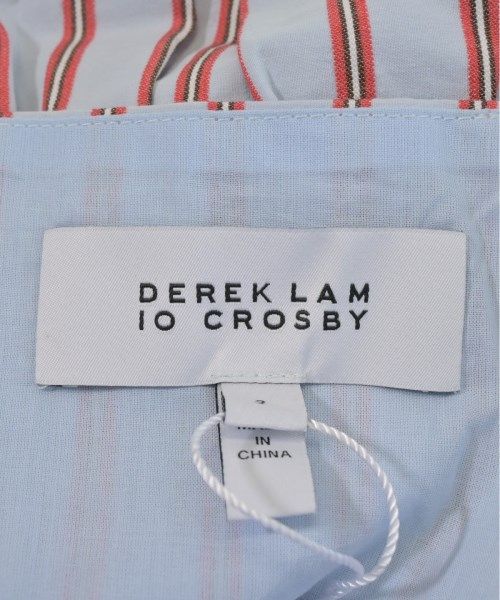 DEREK LAM
10 CROSBY
IN
CHINA